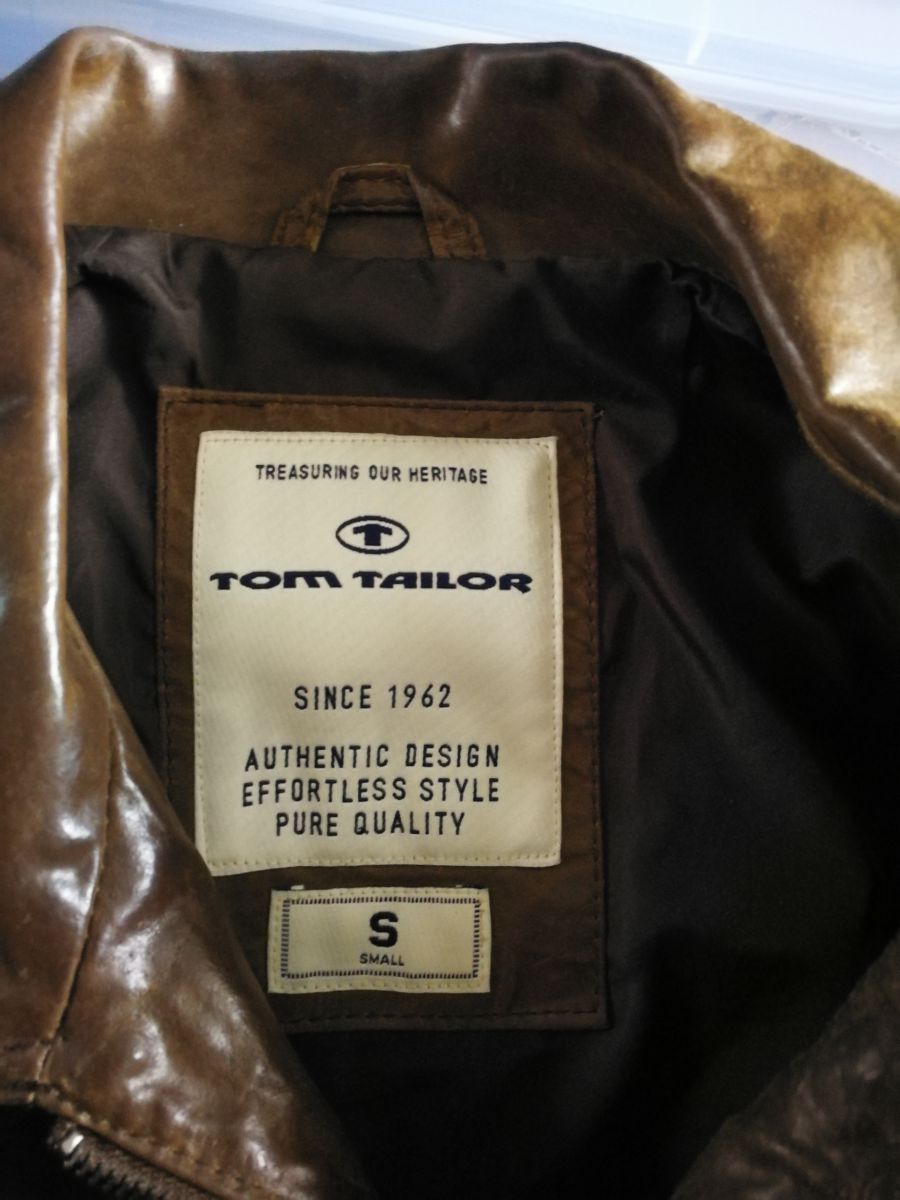 TREASURING OUR HERITAGE
T
TOM TAILOR
SINCE 1962
AUTHENTIC DESIGN
EFFORTLESS STYLE
PURE QUALITY
S
SMALL